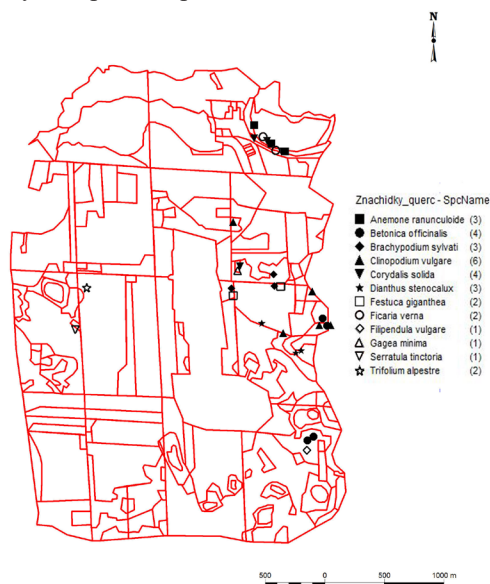 N
Znachidky_querc - SpcName
Anemone ranunculoide (3)
Betonica officinalis (4)
Brachypodium sylvati (3)
Clinopodium vulgare (6)
Corydalis solida (4)
Dianthus stenocalux (3)
Festuca giganthea (2)
Ficaria verna (2)
Filipendula vulgare (1)
Gagea minima (1)
Serratula tinctoria (1)
Trifolium alpestre (2)
500 0 500 1000 m